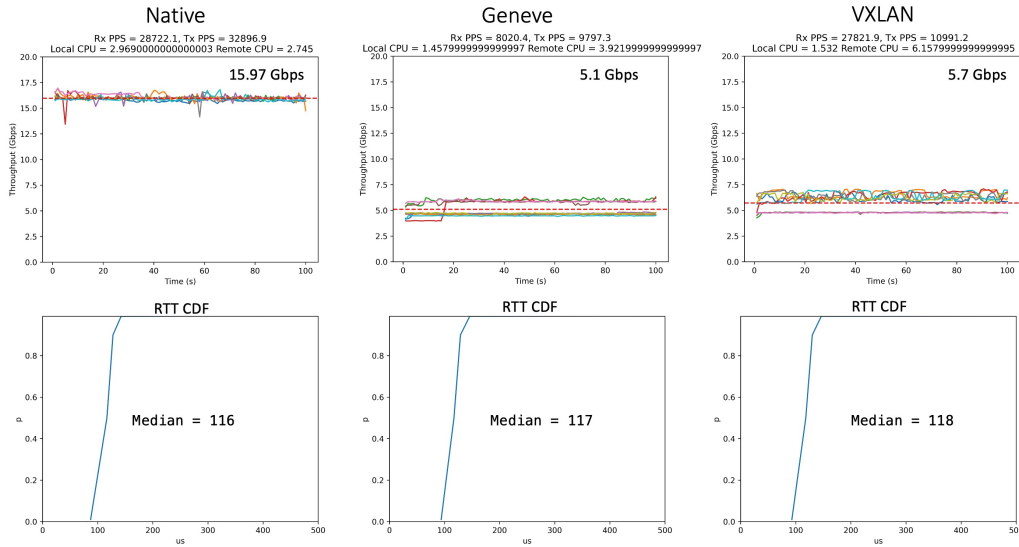 Native
Rx PPS = 28722.1, Tx PPS = 32896.9
Local CPU = 2.9690000000000003 Remote CPU = 2.745
15.97 Gbps
Throughput (Gbps)
20.0
17.5
15.0
12.5
10.0
7.5
5.0
2.5
0.0
0 20 40 60 80 100
Time (s)
Geneve
Rx PPS = 8020.4, Tx PPS = 9797.3
Local CPU = 1.4579999999999997 Remote CPU = 3.9219999999999997
5.1 Gbps
Throughput (Gbps)
20.0
17.5
15.0
12.5
10.0
7.5
5.0
2.5
0.0
0 20 40 60 80 100
Time (s)
VXLAN
Rx PPS = 27821.9, Tx PPS = 10991.2
Local CPU = 1.532 Remote CPU = 6.1579999999999995
5.7 Gbps
Throughput (Gbps)
20.0
17.5
15.0
12.5
10.0
7.5
5.0
2.5
0.0
0 20 40 60 80 100
Time (s)
RTT CDF
Median = 116
p
0.8
0.6
0.4
0.2
0.0
0 100 200 300 400 500
us
RTT CDF
Median = 117
p
0.8
0.6
0.4
0.2
0.0
0 100 200 300 400 500
us
RTT CDF
Median = 118
p
0.8
0.6
0.4
0.2
0.0
0 100 200 300 400 500
us